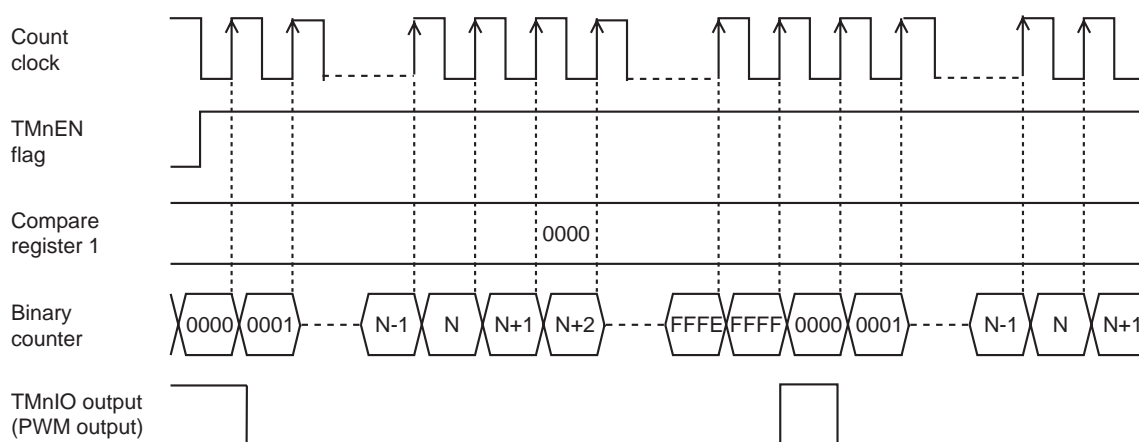 Count
clock
TMnEN
flag
Compare
register 1
0000
Binary
counter
0000 0001 N-1 N N+1 N+2 FFFE FFFF 0000 0001 N-1 N N+1
TMnIO output
(PWM output)